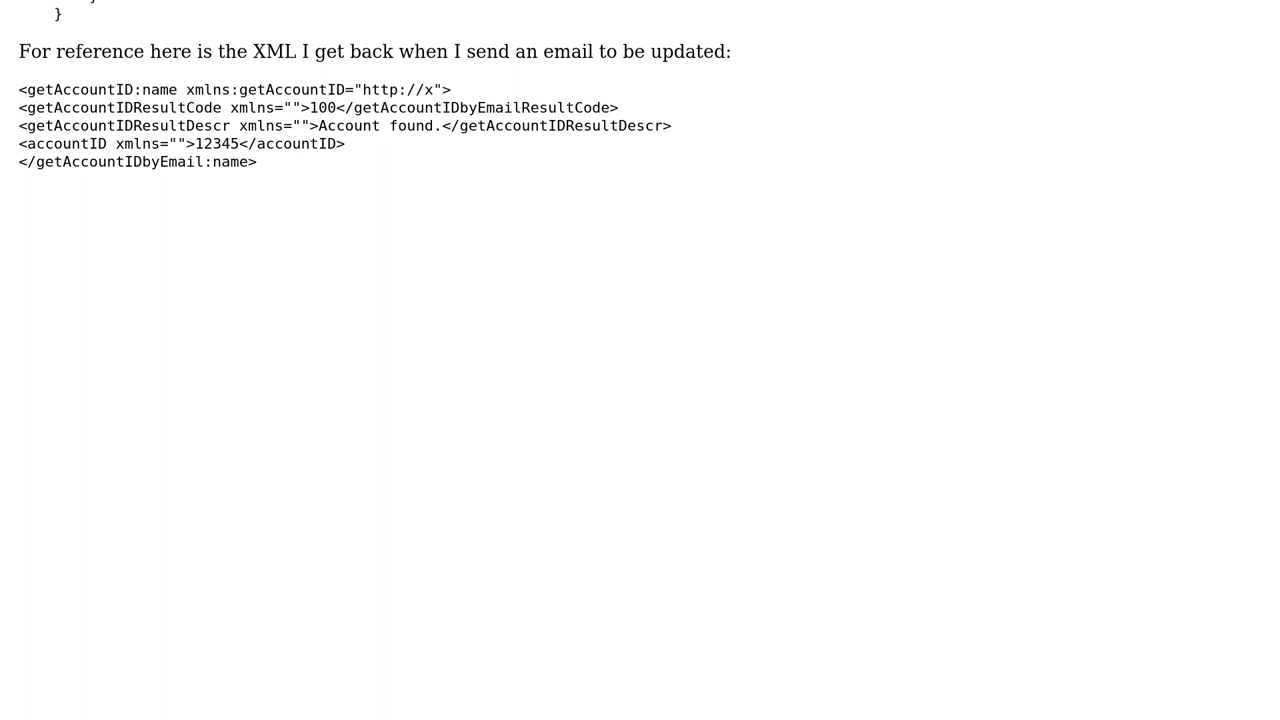 }
For reference here is the XML I get back when I send an email to be updated:
<getAccountID:name xmlns:getAccountID="http://x">
<getAccountIDResultCode xmlns="">100</getAccountIDbyEmailResultCode>
<getAccountIDResultDescr xmlns="">Account found.</getAccountIDResultDescr>
<accountID xmlns="">12345</accountID>
</getAccountIDbyEmail:name>